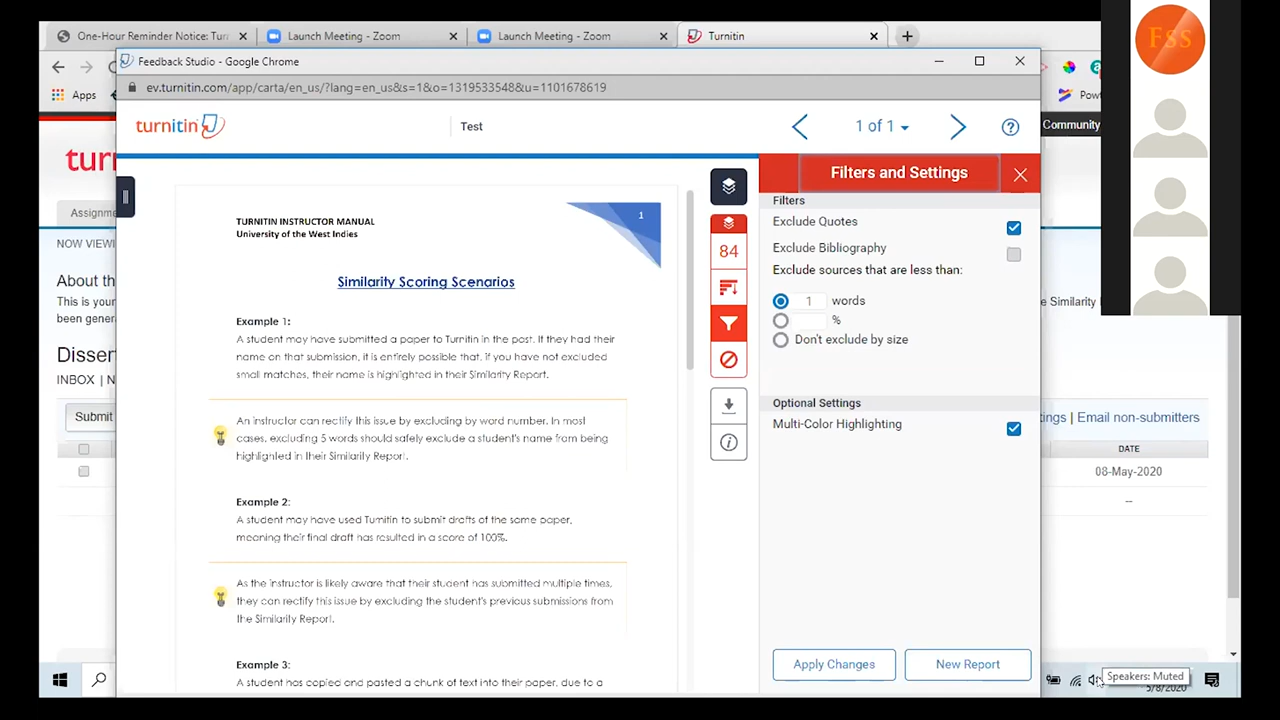 One-Hour Reminder Notice: Turr
Launch Meeting - Zoom
Launch Meeting - Zoom
Turnitin
Fss
Feedback Studio - Google Chrome
ev.turnitin.com/app/carta/en_us/?lang=en_us&s=1&o=1319533548&u=1101678619
Apps
turnitin
Test
1 of 1
Community
Filters and Settings
Filters
Exclude Quotes
Exclude Bibliography
Exclude sources that are less than:
1 words
%
Don't exclude by size
Optional Settings
Multi-Color Highlighting
Apply Changes
New Report
84
TURNITIN INSTRUCTOR MANUAL
University of the West Indies
1
Similarity Scoring Scenarios
Example 1:
A student may have submitted a paper to Turnitin in the past. If they had their
name on that submission, it is entirely possible that, if you have not excluded
small matches, their name is highlighted in their Similarity Report.
An instructor can rectify this issue by excluding by word number. In most
cases, excluding 5 words should safely exclude a student's name from being
highlighted in their Similarity Report.
Example 2:
A student may have used Turnitin to submit drafts of the same paper,
meaning their final draft has resulted in a score of 100%.
As the instructor is likely aware that their student has submitted multiple times,
they can rectify this issue by excluding the student's previous submissions from
the Similarity Report.
Example 3:
A student has copied and pasted a chunk of text into their paper, due to a
tur
Assignm
NOW VIEWI
About th
This is your
been gener
e Similarity
Dissert
INBOX | N
Submit
tings | Email non-submitters
DATE
08-May-2020
--
Speakers: Muted
5/8/2020